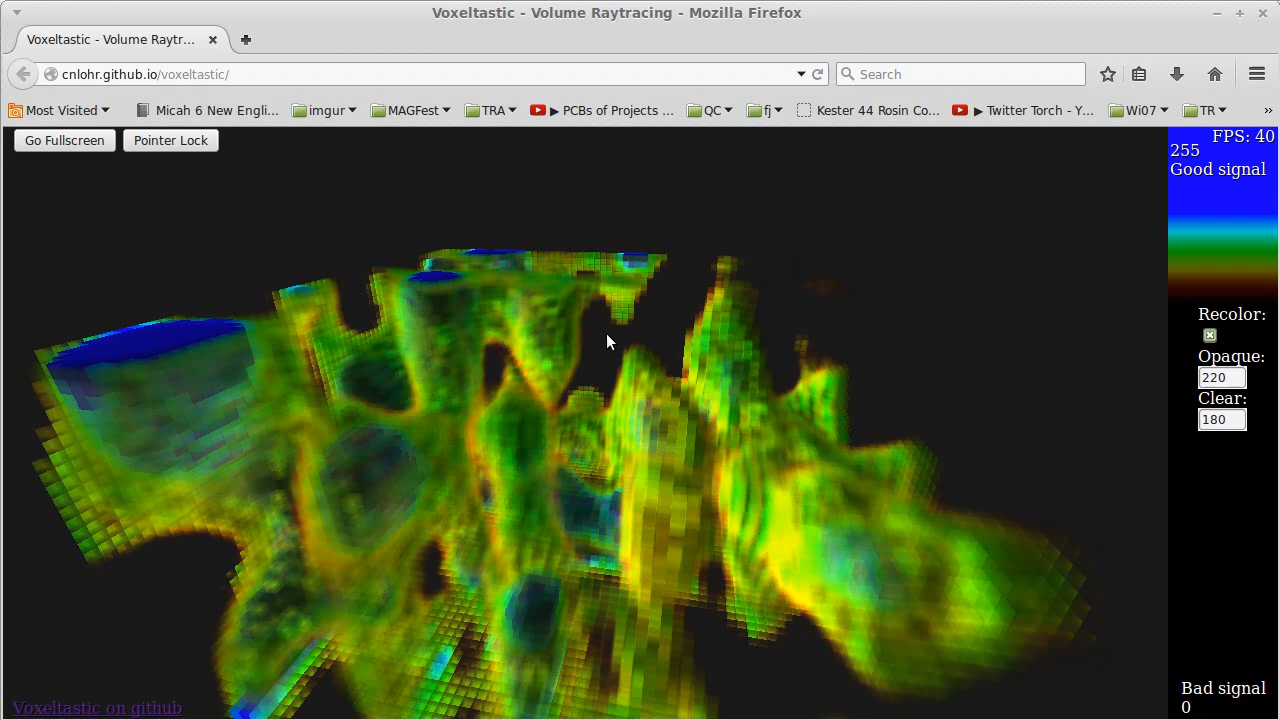 Voxeltastic - Volume Raytracing - Mozilla Firefox
Voxeltastic - Volume Raytr...
cnlohr.github.io/voxeltastic/
Search
Most Visited
Micah 6 New Engli...
imgur
MAGFest
TRA
▶ PCBs of Projects ...
QC
fj
Kester 44 Rosin Co...
▶ Twitter Torch - Y...
Wi07
TR
»
Go Fullscreen
Pointer Lock
FPS: 40
255
Good signal
Recolor:
Opaque:
220
Clear:
180
Bad signal
0
Voxeltastic on github